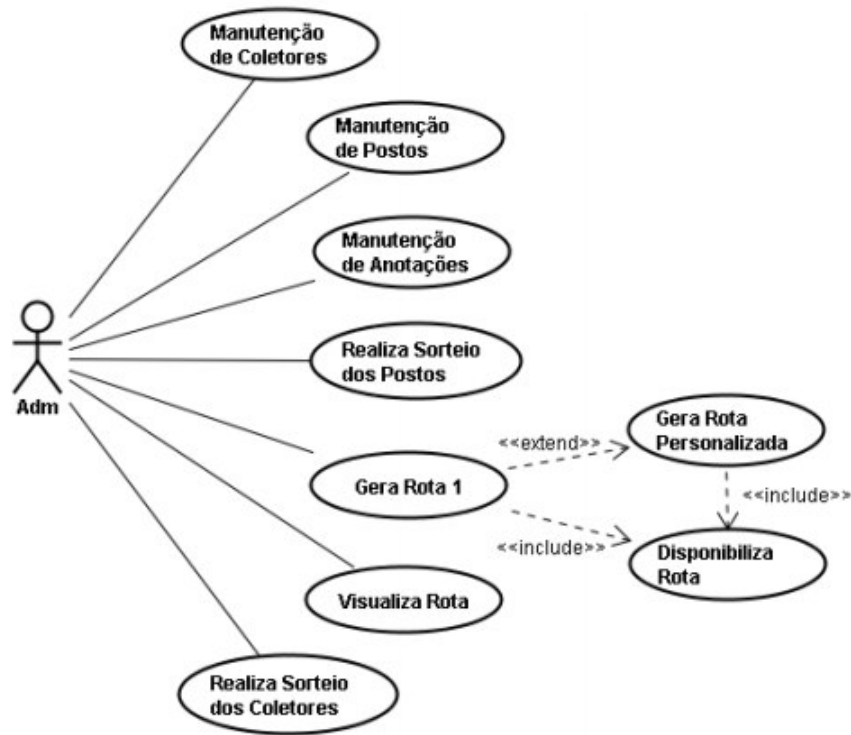 Manutenção
de Coletores
Manutenção
de Postos
Manutenção
de Anotações
Realiza Sorteio
dos Postos
Adm
Gera Rota
Personalizada
<<extend>>
Gera Rota 1
<<include>>
<<include>>
Disponibiliza
Rota
Visualiza Rota
Realiza Sorteio
dos Coletores